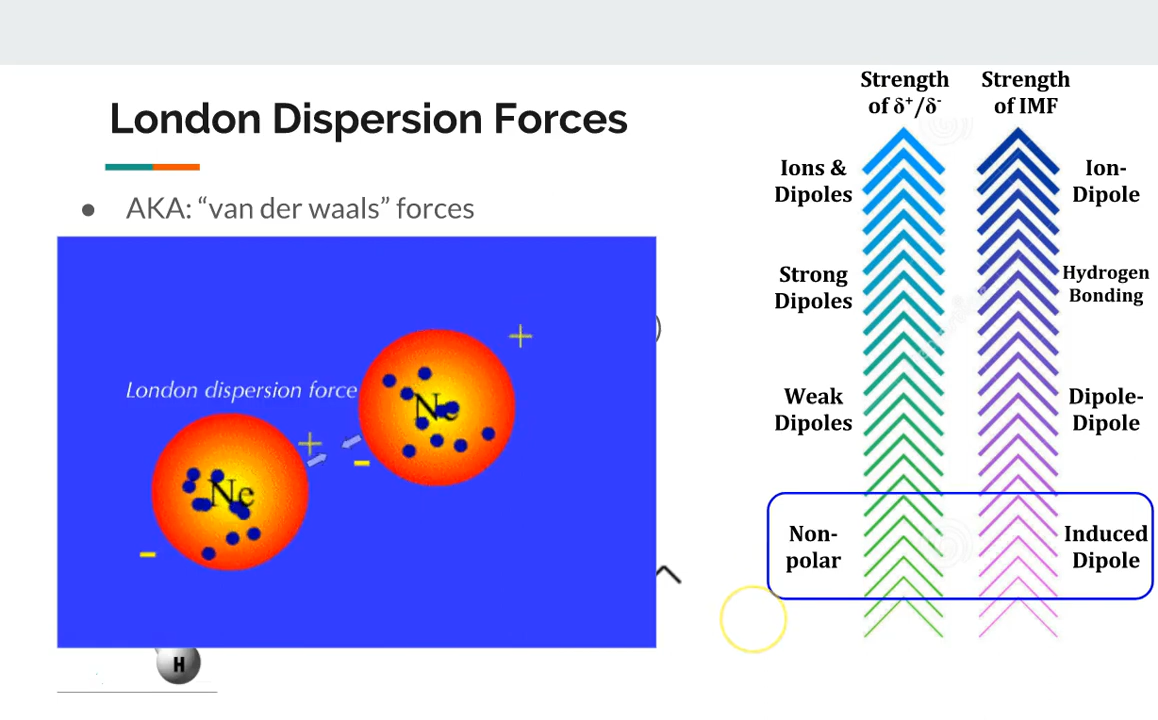 London Dispersion Forces
● AKA: “van der waals” forces
London dispersion force
+
Ne
-
+
Ne
-
H
Strength
of δ⁺/δ⁻
Strength
of IMF
Ions &
Dipoles
Ion-
Dipole
Strong
Dipoles
Hydrogen
Bonding
Weak
Dipoles
Dipole-
Dipole
Non-
polar
Induced
Dipole